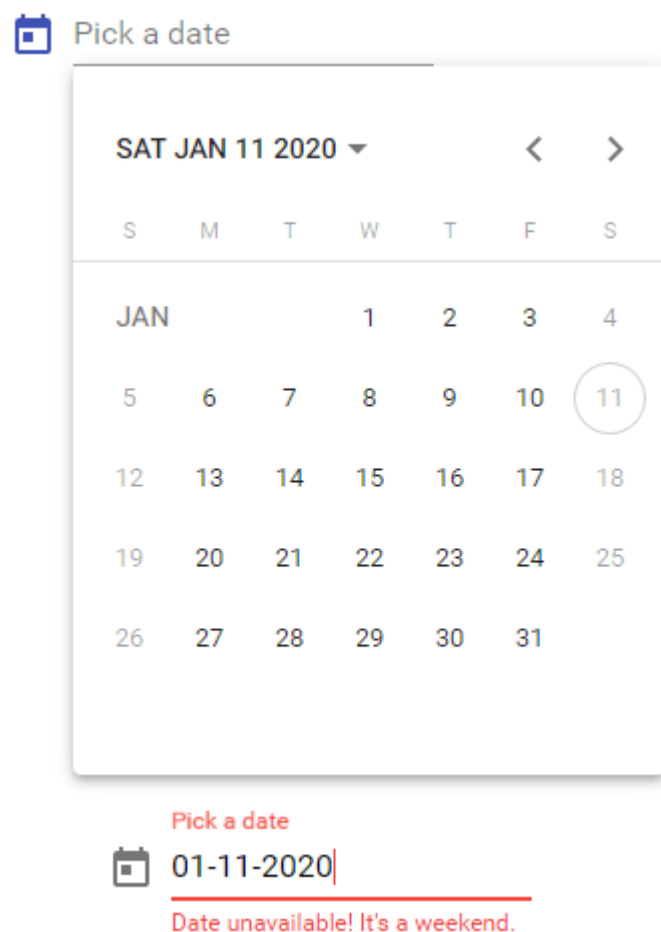 Pick a date
SAT JAN 11 2020
S M T W T F S
JAN 1 2 3 4
5 6 7 8 9 10 11
12 13 14 15 16 17 18
19 20 21 22 23 24 25
26 27 28 29 30 31
Pick a date
01-11-2020
Date unavailable! It's a weekend.